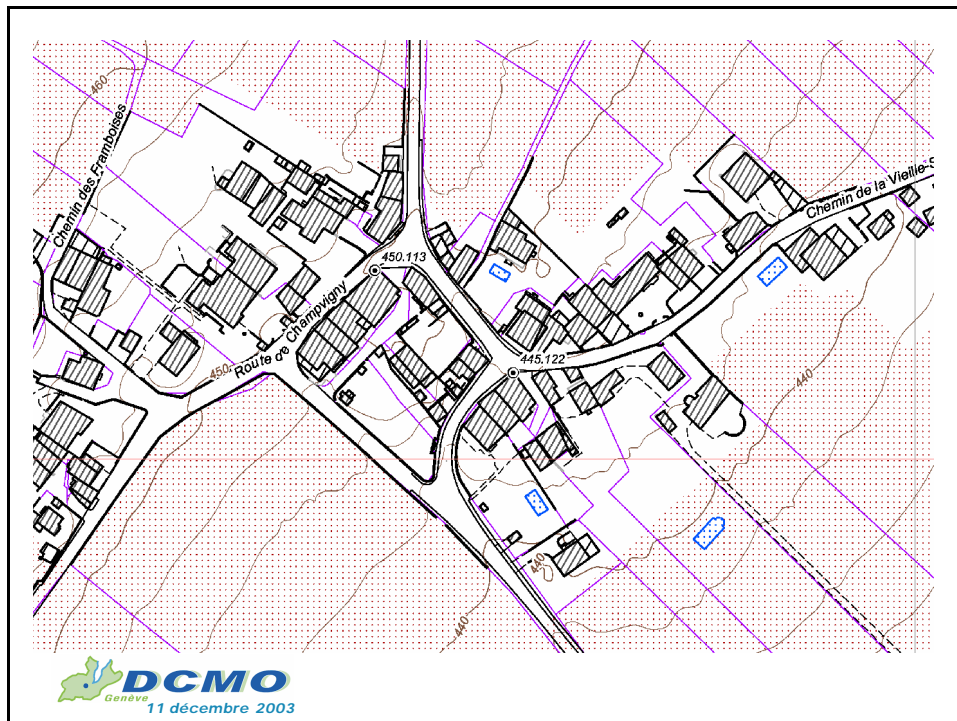 460
Chemin des Framboises
Chemin de la Vieille-S
450.113
Route de Champvigny
450
445.122
440
440
440
DCMO
Genève
11 décembre 2003